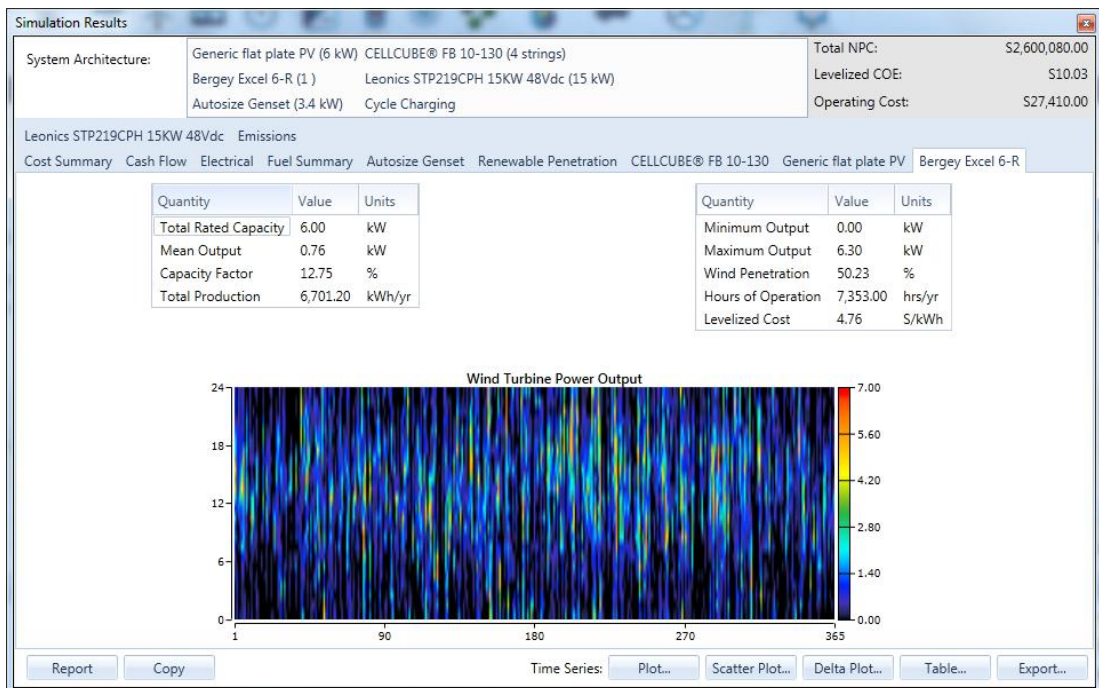 Simulation Results
System Architecture:
Generic flat plate PV (6 kW) CELLCUBE® FB 10-130 (4 strings)
Bergey Excel 6-R (1 ) Leonics STP219CPH 15KW 48Vdc (15 kW)
Autosize Genset (3.4 kW) Cycle Charging
Total NPC: S2,600,080.00
Levelized COE: S10.03
Operating Cost: S27,410.00
Leonics STP219CPH 15KW 48Vdc Emissions
Cost Summary Cash Flow Electrical Fuel Summary Autosize Genset Renewable Penetration CELLCUBE® FB 10-130 Generic flat plate PV Bergey Excel 6-R
Quantity Value Units
Total Rated Capacity 6.00 kW
Mean Output 0.76 kW
Capacity Factor 12.75 %
Total Production 6,701.20 kWh/yr
Quantity Value Units
Minimum Output 0.00 kW
Maximum Output 6.30 kW
Wind Penetration 50.23 %
Hours of Operation 7,353.00 hrs/yr
Levelized Cost 4.76 S/kWh
Wind Turbine Power Output
24
18
12
6
0
1 90 180 270 365
7.00
5.60
4.20
2.80
1.40
0.00
Report Copy Time Series: Plot... Scatter Plot... Delta Plot... Table... Export...